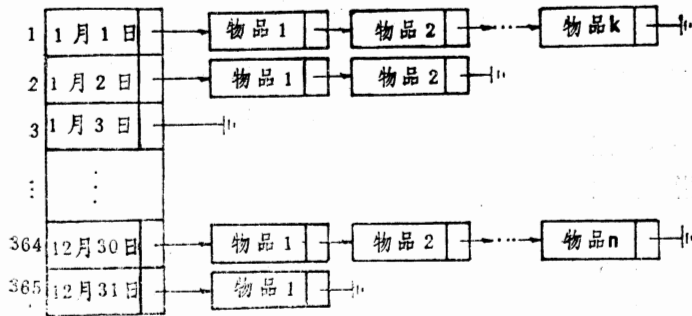 1 1月1日 物品1 物品2 … 物品k
2 1月2日 物品1 物品2
3 1月3日
⋮ ⋮
364 12月30日 物品1 物品2 … 物品n
365 12月31日 物品1